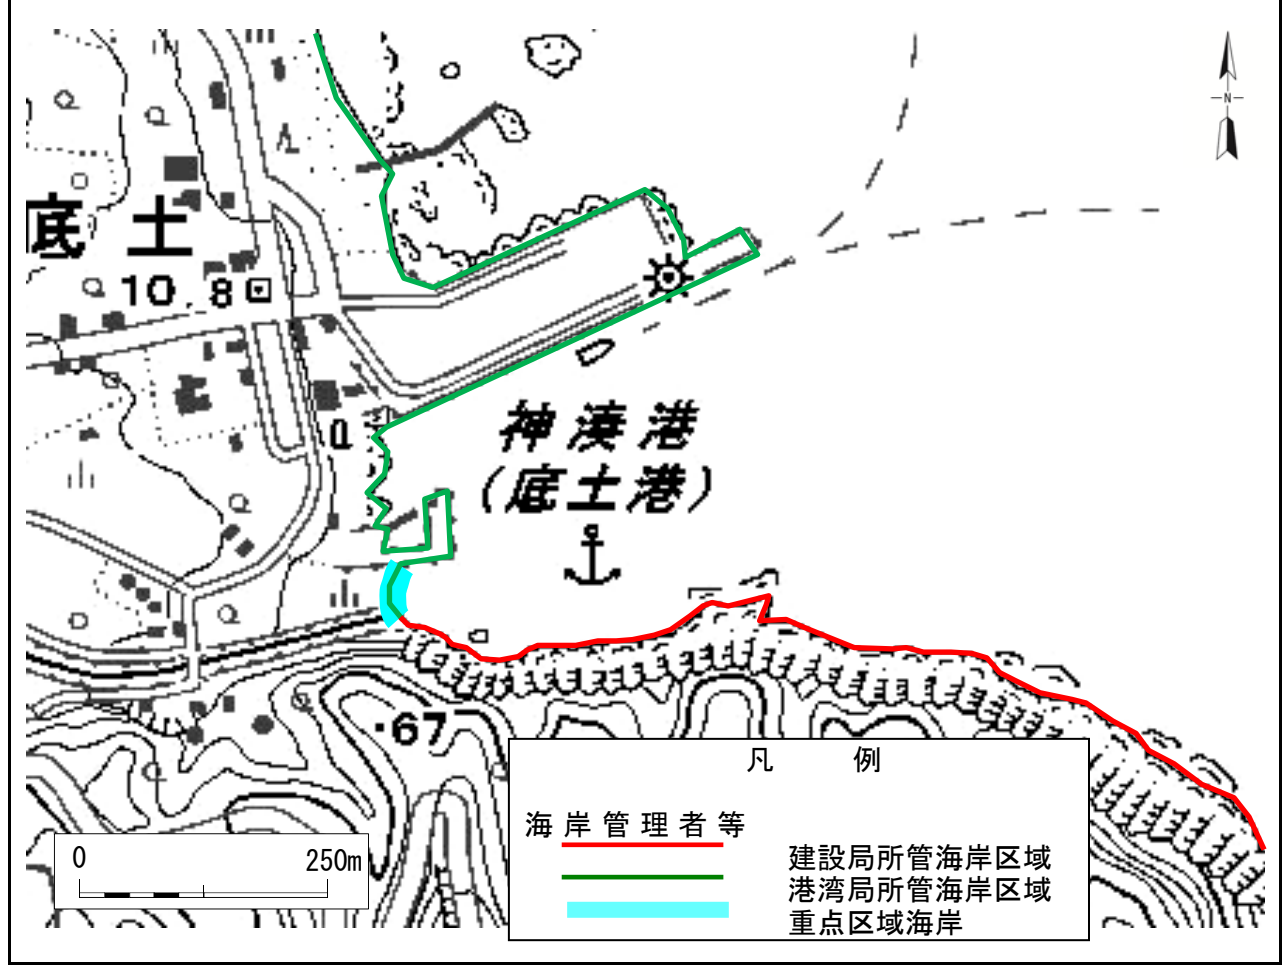 N
底土
10.8
神湊港
(底土港)
・67
凡 例
海岸管理者等
建設局所管海岸区域
港湾局所管海岸区域
重点区域海岸
0 250m